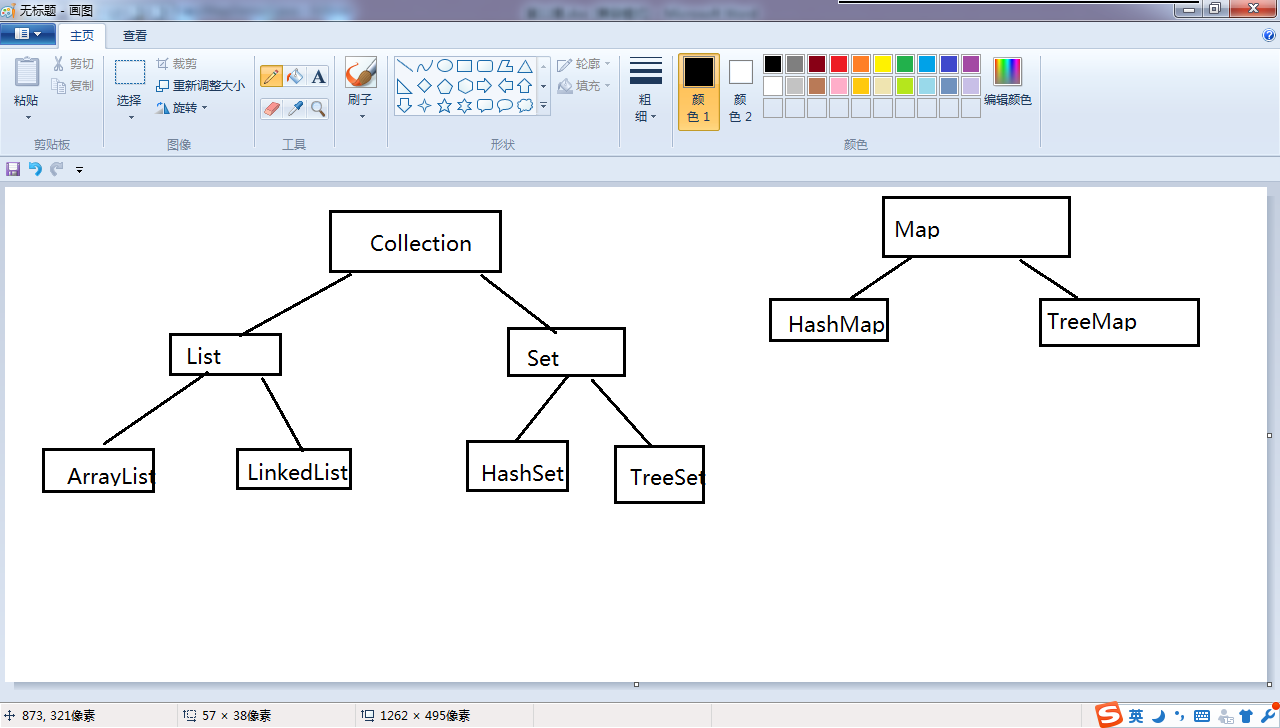 无标题 - 画图
主页
查看
粘贴
剪切
复制
剪贴板
选择
裁剪
重新调整大小
旋转
图像
A
工具
刷子
轮廓
填充
形状
粗
细
颜
色 1
颜
色 2
编辑颜色
颜色
Collection
Map
HashMap
TreeMap
List
Set
ArrayList
LinkedList
HashSet
TreeSet
873, 321像素
57 × 38像素
1262 × 495像素
英